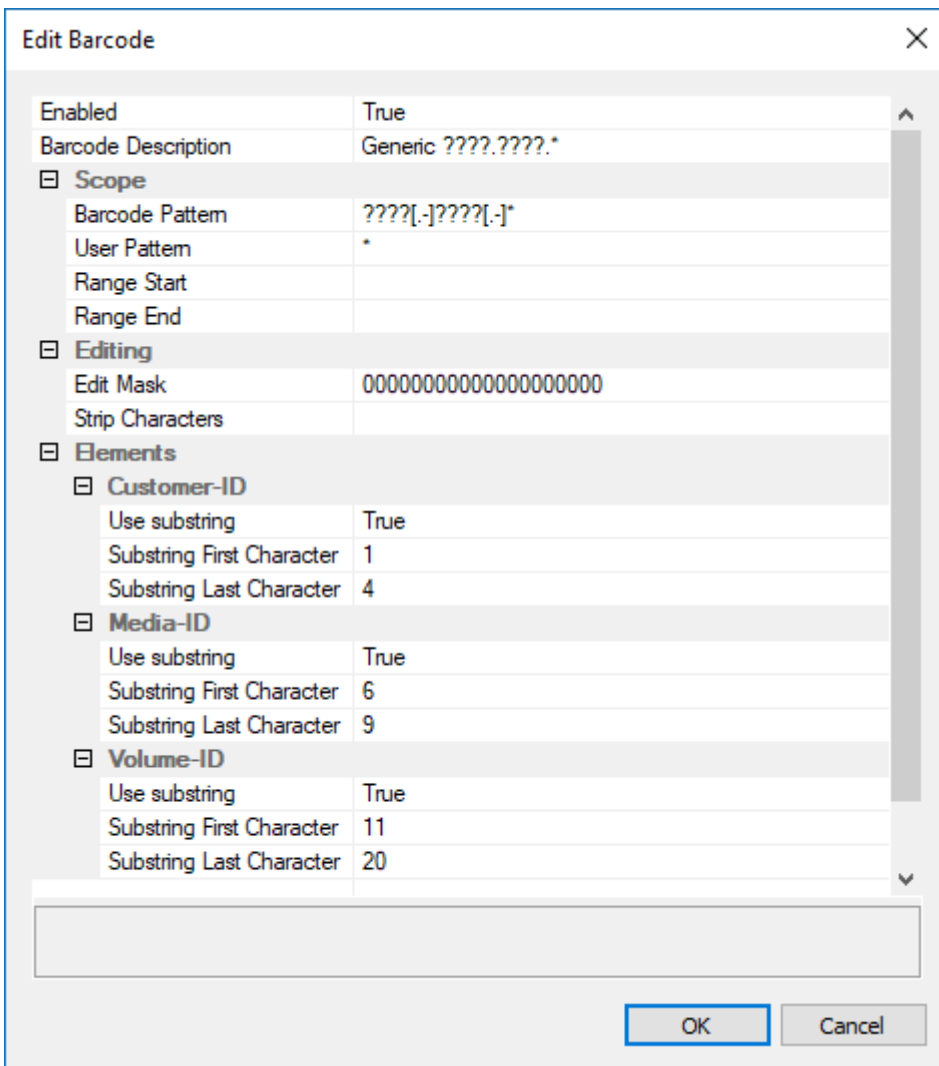 Edit Barcode
Enabled True
Barcode Description Generic ????.????.*
Scope
Barcode Pattern ????[.-]????[.-]*
User Pattern *
Range Start
Range End
Editing
Edit Mask 00000000000000000000
Strip Characters
Elements
Customer-ID
Use substring True
Substring First Character 1
Substring Last Character 4
Media-ID
Use substring True
Substring First Character 6
Substring Last Character 9
Volume-ID
Use substring True
Substring First Character 11
Substring Last Character 20
OK Cancel